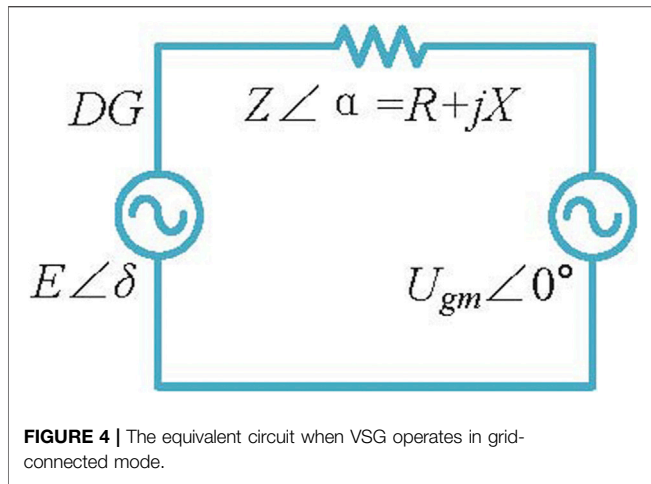 DG
Z∠α=R+jX
E∠δ
U_gm∠0°
FIGURE 4 | The equivalent circuit when VSG operates in grid-
connected mode.